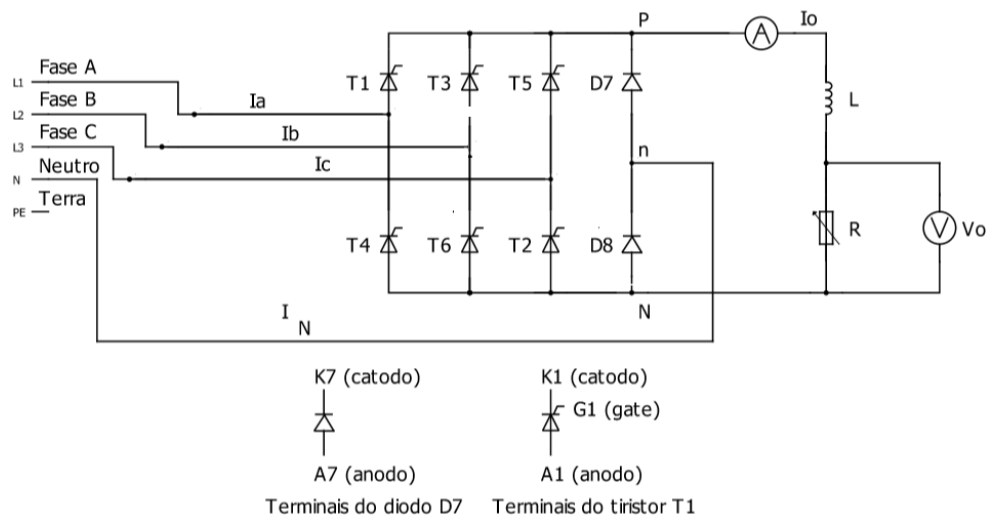 P
Io
A
L1 Fase A
T1
T3
T5
D7
L2 Fase B
Ia
L
L3 Fase C
Ib
n
N Neutro
Ic
PE Terra
T4
T6
T2
D8
R
V
Vo
I
N
N
K7 (catodo)
K1 (catodo)
G1 (gate)
A7 (anodo)
A1 (anodo)
Terminais do diodo D7
Terminais do tiristor T1